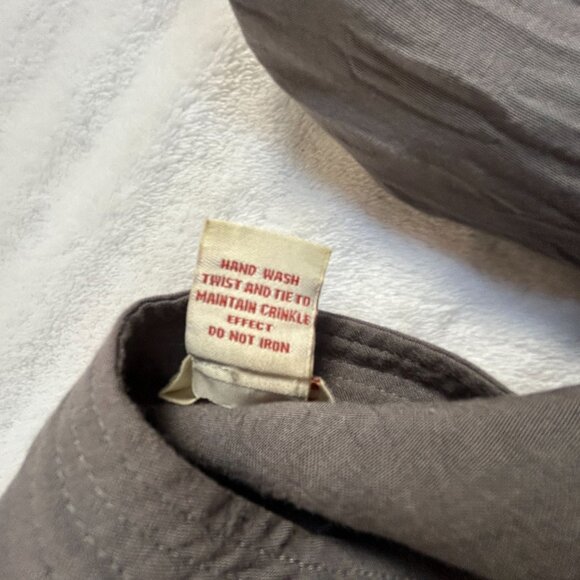 HAND WASH
TWIST AND TIE TO
MAINTAIN CRINKLE
EFFECT
DO NOT IRON